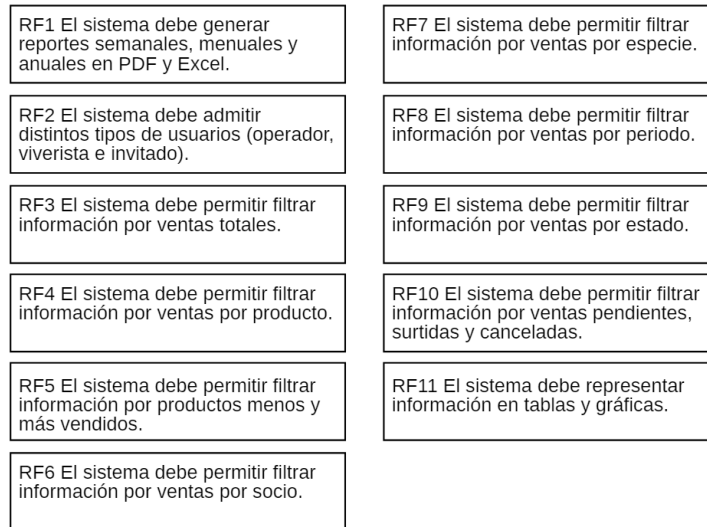 RF1 El sistema debe generar
reportes semanales, menuales y
anuales en PDF y Excel.
RF2 El sistema debe admitir
distintos tipos de usuarios (operador,
viverista e invitado).
RF3 El sistema debe permitir filtrar
información por ventas totales.
RF4 El sistema debe permitir filtrar
información por ventas por producto.
RF5 El sistema debe permitir filtrar
información por productos menos y
más vendidos.
RF6 El sistema debe permitir filtrar
información por ventas por socio.
RF7 El sistema debe permitir filtrar
información por ventas por especie.
RF8 El sistema debe permitir filtrar
información por ventas por periodo.
RF9 El sistema debe permitir filtrar
información por ventas por estado.
RF10 El sistema debe permitir filtrar
información por ventas pendientes,
surtidas y canceladas.
RF11 El sistema debe representar
información en tablas y gráficas.